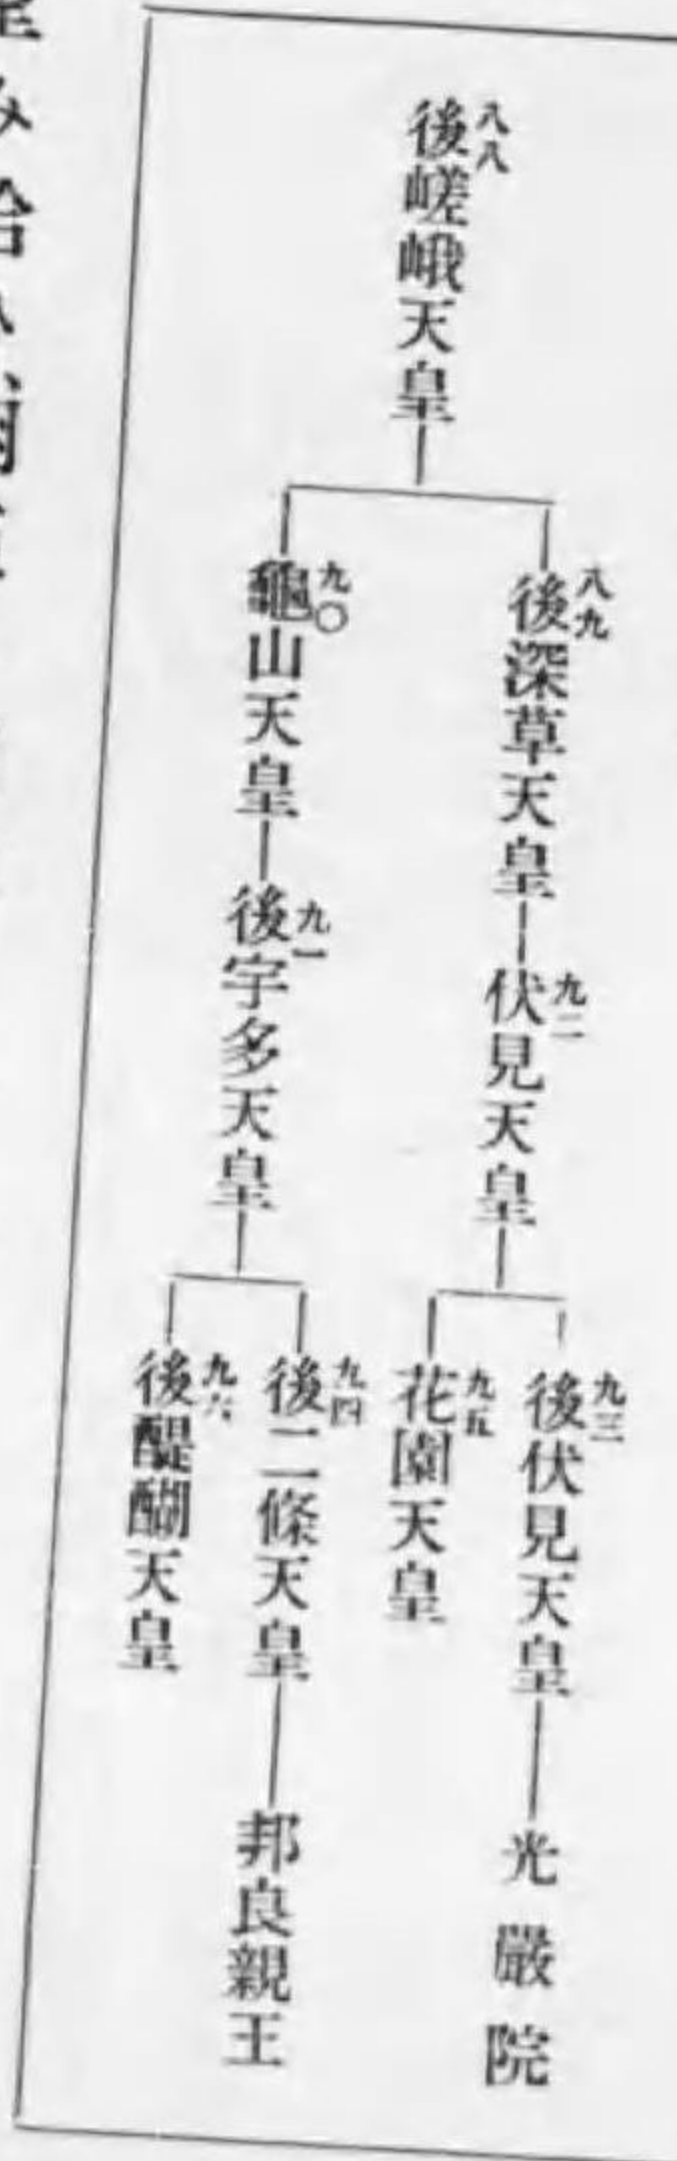 八八
後嵯峨天皇
八九
後深草天皇
九二
伏見天皇
九三
後伏見天皇
光嚴院
九五
花園天皇
九〇
龜山天皇
九一
後宇多天皇
九四
後二條天皇
邦良親王
九六
後醍醐天皇